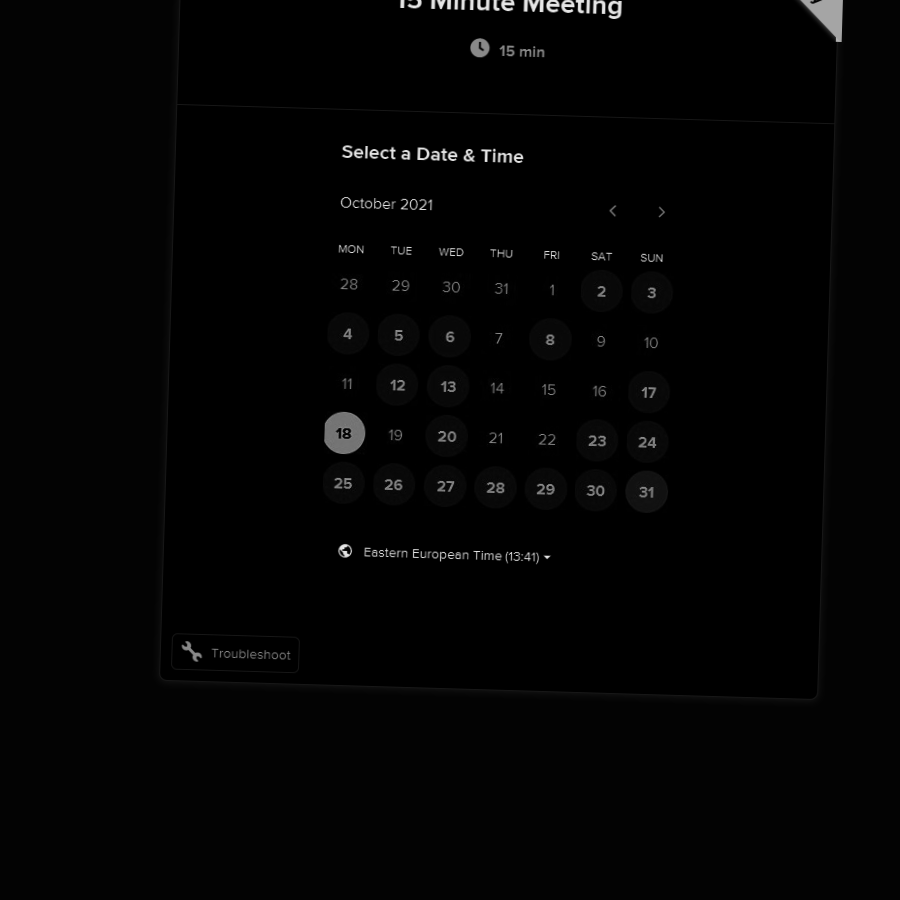 15 Minute Meeting
15 min
Select a Date & Time
October 2021
MON TUE WED THU FRI SAT SUN
28 29 30 31 1 2 3
4 5 6 7 8 9 10
11 12 13 14 15 16 17
18 19 20 21 22 23 24
25 26 27 28 29 30 31
Eastern European Time (13:41)
Troubleshoot